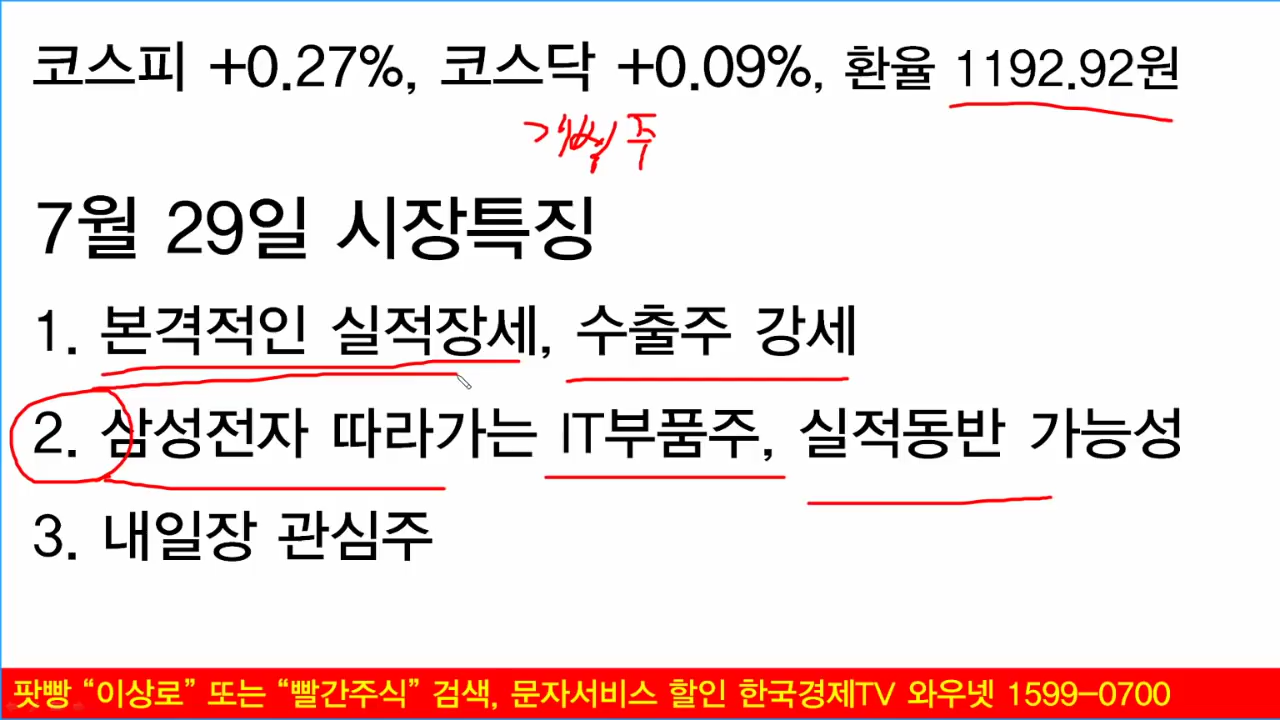 코스피 +0.27%, 코스닥 +0.09%, 환율 1192.92원
개별주
7월 29일 시장특징
1. 본격적인 실적장세, 수출주 강세
2. 삼성전자 따라가는 IT부품주, 실적동반 가능성
3. 내일장 관심주
팟빵 “이상로” 또는 “빨간주식” 검색, 문자서비스 할인 한국경제TV 와우넷 1599-0700